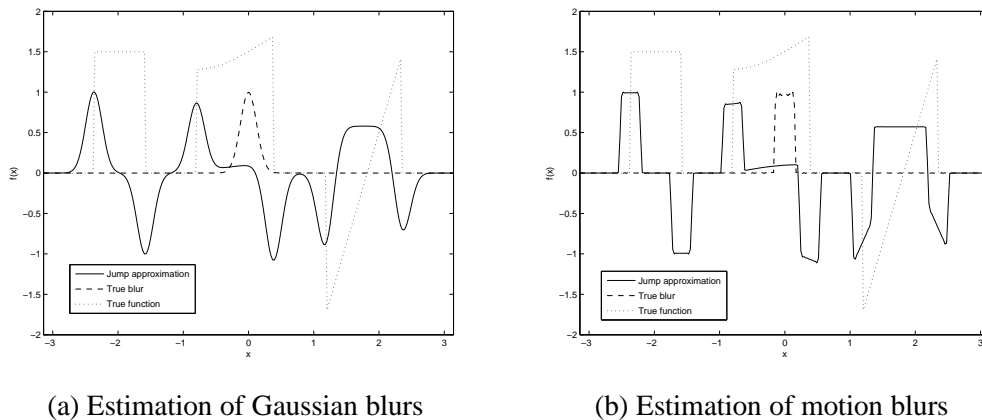 2
1.5
1
0.5
0
−0.5
−1
−1.5
−2
f(x)
−3 −2 −1 0 1 2 3
x
Jump approximation
True blur
True function
(a) Estimation of Gaussian blurs
2
1.5
1
0.5
0
−0.5
−1
−1.5
−2
f(x)
−3 −2 −1 0 1 2 3
x
Jump approximation
True blur
True function
(b) Estimation of motion blurs